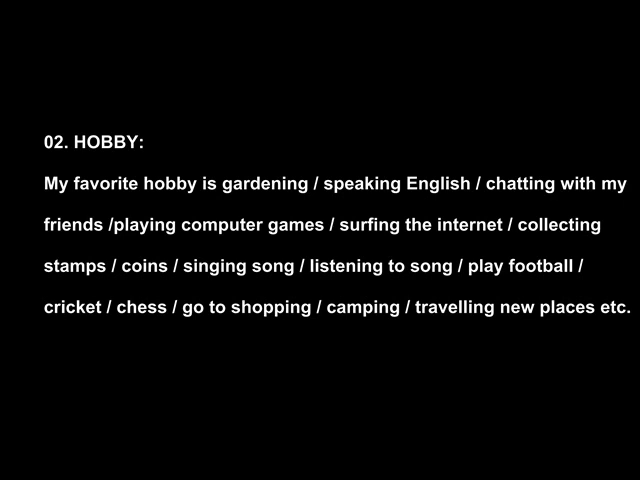 02. HOBBY:
My favorite hobby is gardening / speaking English / chatting with my
friends /playing computer games / surfing the internet / collecting
stamps / coins / singing song / listening to song / play football /
cricket / chess / go to shopping / camping / travelling new places etc.